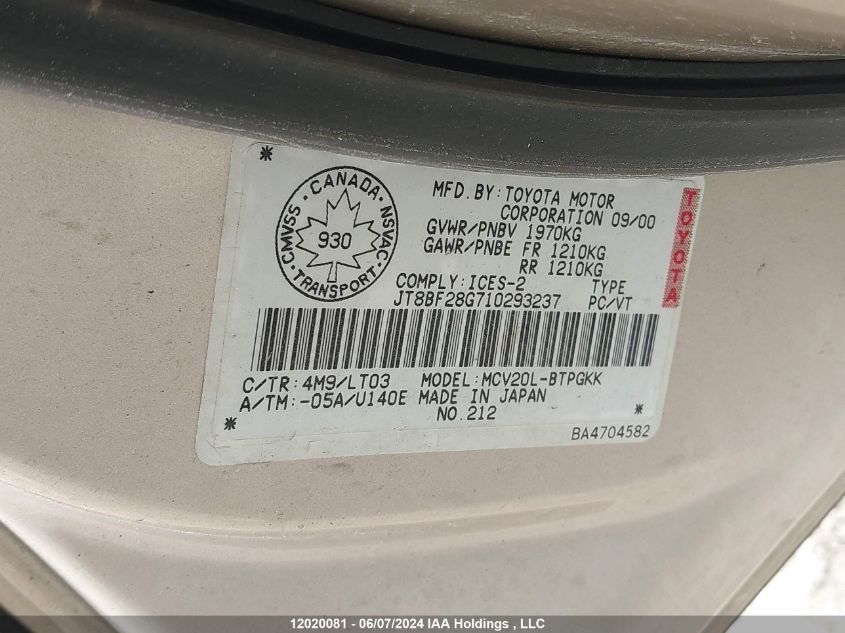 MFD. BY: TOYOTA MOTOR
CORPORATION 09/00
GVWR/PNBV 1970KG
GAWR/PNBE FR 1210KG
RR 1210KG
COMPLY: ICES-2 TYPE
JT8BF28G710293237 PC/VT
CANADA
CMVSS · NSVAC
930
TRANSPORT
TOYOTA
C/TR: 4M9/LT03 MODEL: MCV20L-BTPGKK
A/TM: -05A/U140E MADE IN JAPAN
NO. 212
BA4704582
12020081 - 06/07/2024 IAA Holdings , LLC